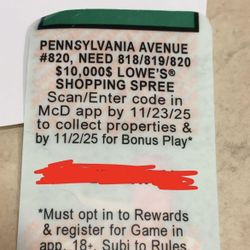 PENNSYLVANIA AVENUE
#820, NEED 818/819/820
$10,000$ LOWE'S®
SHOPPING SPREE
Scan/Enter code in
McD app by 11/23/25
to collect properties &
by 11/2/25 for Bonus Play*
*Must opt in to Rewards
& register for Game in
app. 18+. Subj to Rules